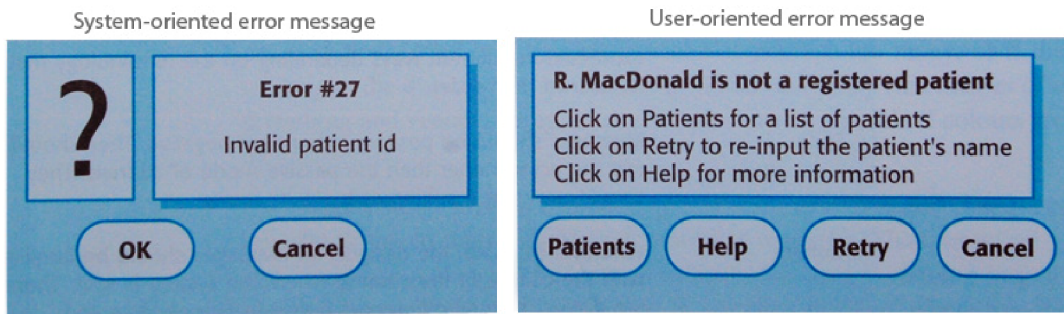 System-oriented error message
?
Error #27
Invalid patient id
OK
Cancel
User-oriented error message
R. MacDonald is not a registered patient
Click on Patients for a list of patients
Click on Retry to re-input the patient's name
Click on Help for more information
Patients
Help
Retry
Cancel